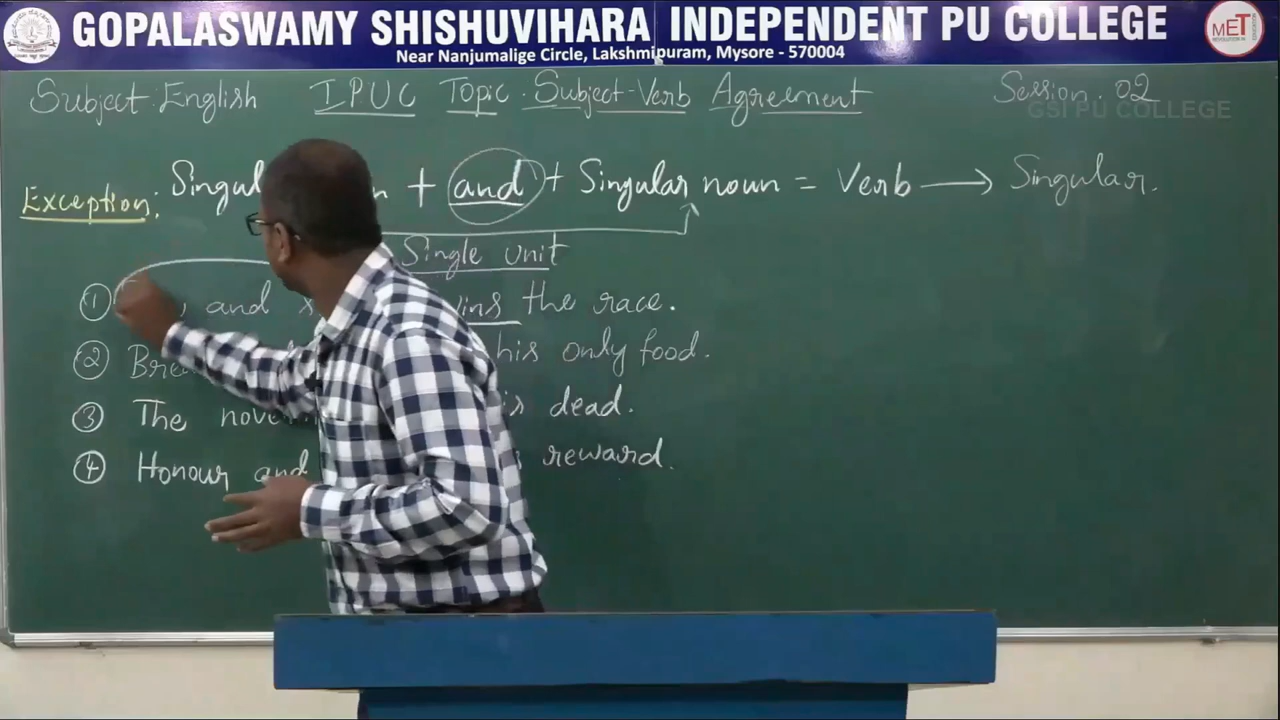 GOPALASWAMY SHISHUVIHARA INDEPENDENT PU COLLEGE
Near Nanjumalige Circle, Lakshmipuram, Mysore - 570004
MET
Subject: English IPUC Topic: Subject-Verb Agreement Session: 02
GSI PU COLLEGE
Exception: + and + Singular noun = Verb → Singular.
Single unit
① and the race.
② his only food.
③ The is dead.
④ Honour and reward.